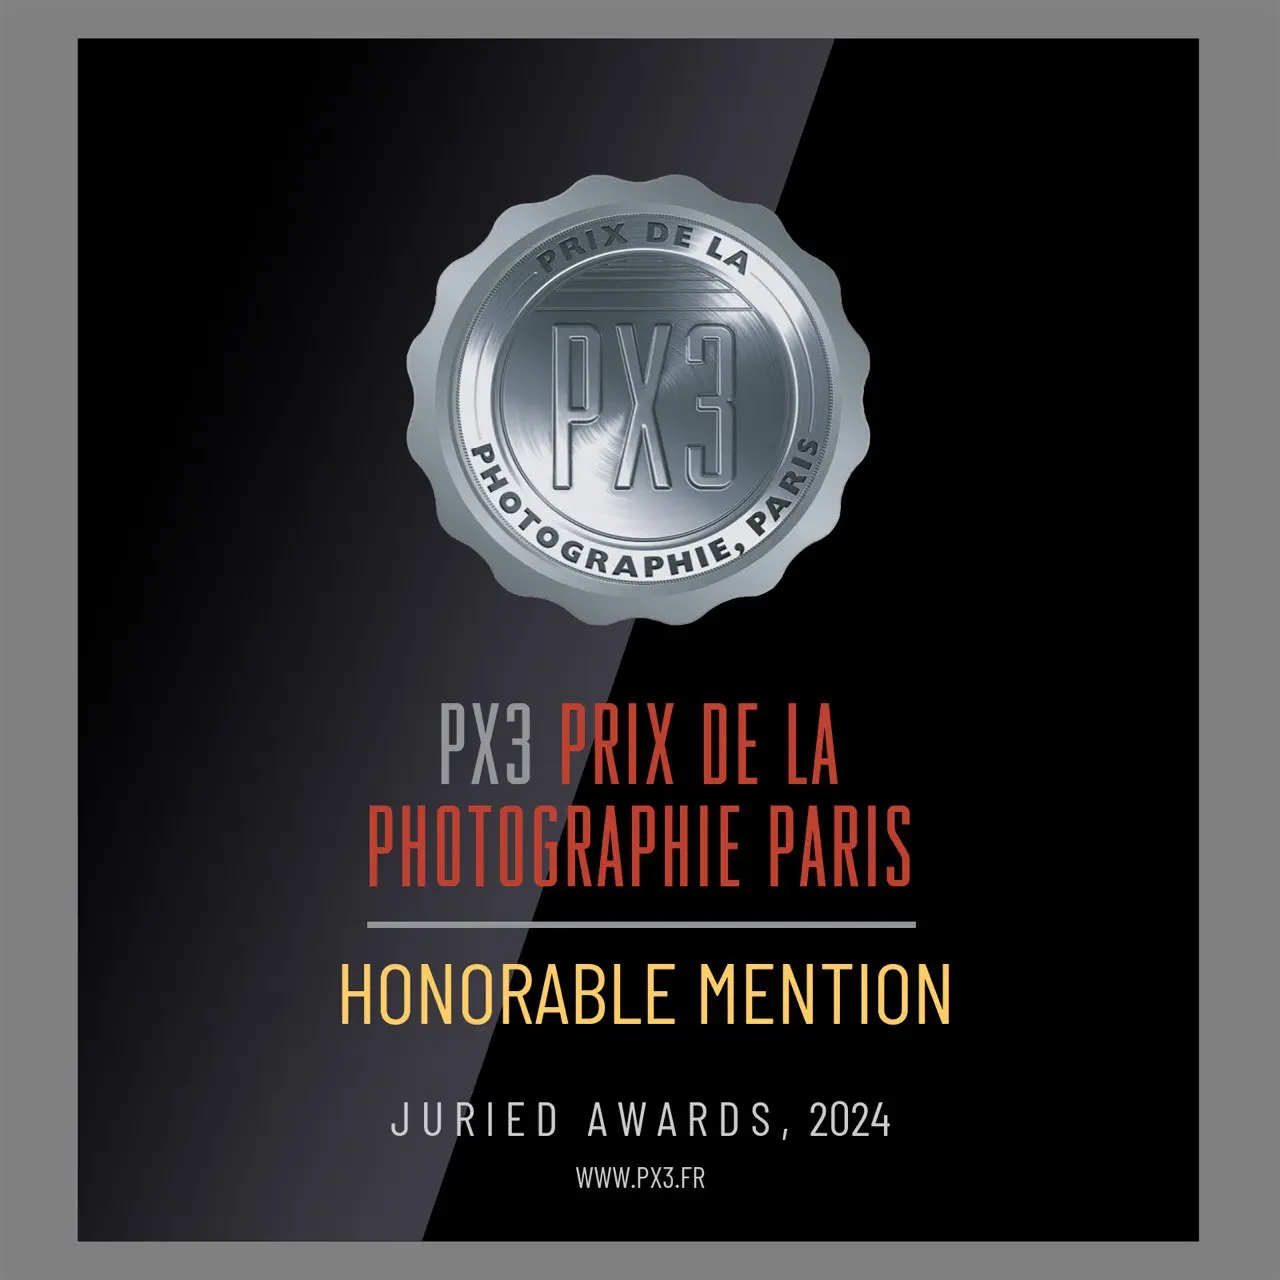 PRIX DE LA
PX3
PHOTOGRAPHIE, PARIS
PX3 PRIX DE LA
PHOTOGRAPHIE PARIS
HONORABLE MENTION
JURIED AWARDS, 2024
WWW.PX3.FR